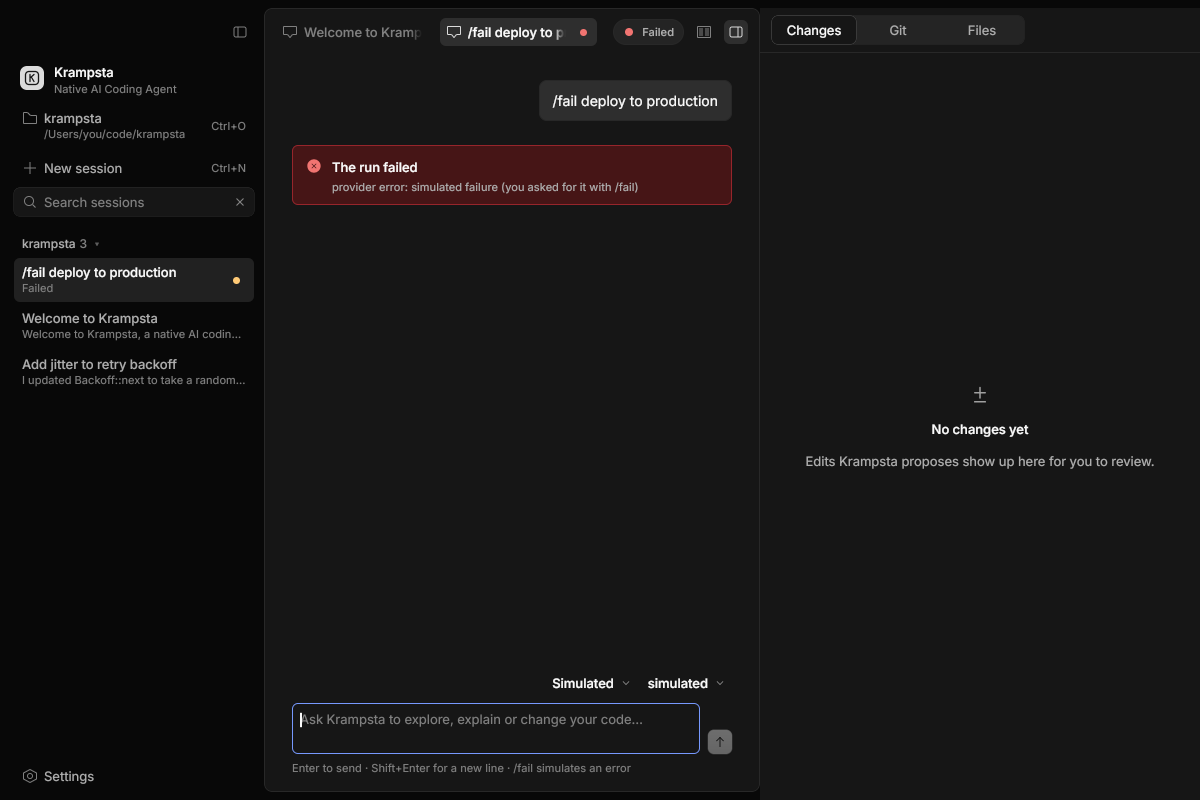 Krampsta
Native AI Coding Agent
krampsta
/Users/you/code/krampsta
Ctrl+O
New session
Ctrl+N
Search sessions
krampsta 3
/fail deploy to production
Failed
Welcome to Krampsta
Welcome to Krampsta, a native AI codin...
Add jitter to retry backoff
I updated Backoff::next to take a random...
Settings
Welcome to Kramp
/fail deploy to p
Failed
/fail deploy to production
The run failed
provider error: simulated failure (you asked for it with /fail)
Simulated
simulated
Ask Krampsta to explore, explain or change your code...
Enter to send · Shift+Enter for a new line · /fail simulates an error
Changes
Git
Files
No changes yet
Edits Krampsta proposes show up here for you to review.